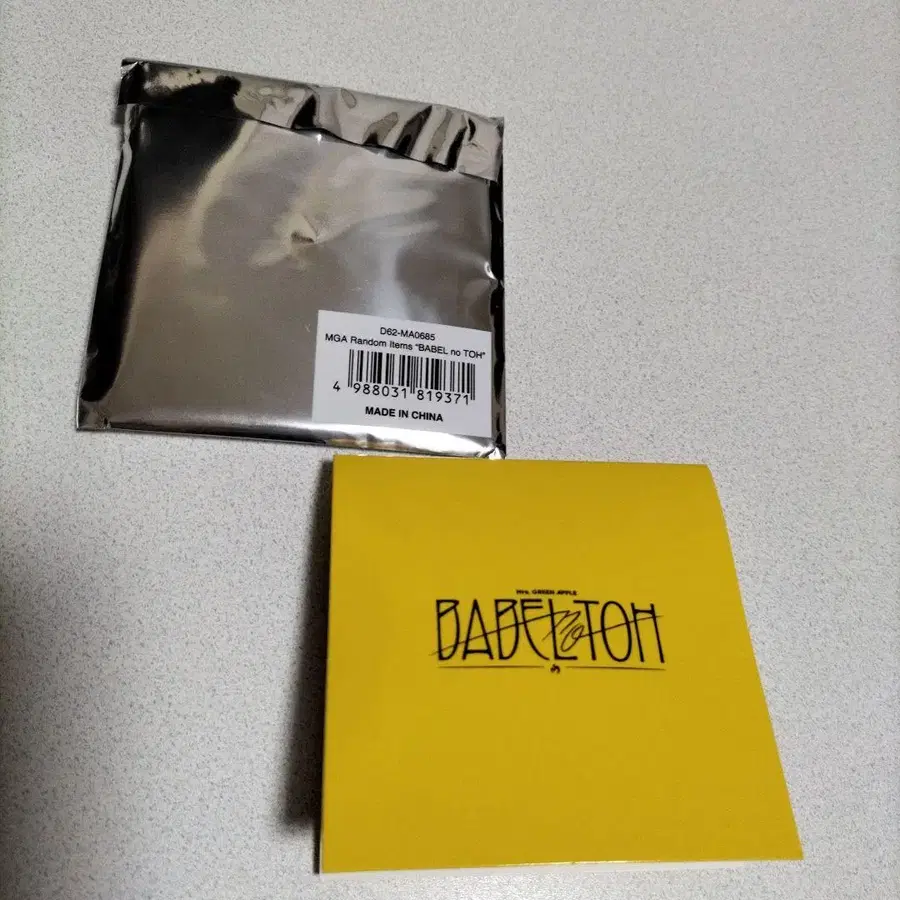 D62-MA0685
MGA Random Items "BABEL no TOH"
4 988031 819371
MADE IN CHINA
Mrs. GREEN APPLE
BABEL no TOH